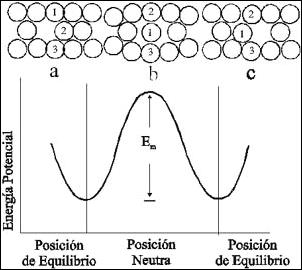 1 2 3
2 1 3
2 1 3
a b c
Energía Potencial
Em
Posición de Equilibrio
Posición Neutra
Posición de Equilibrio